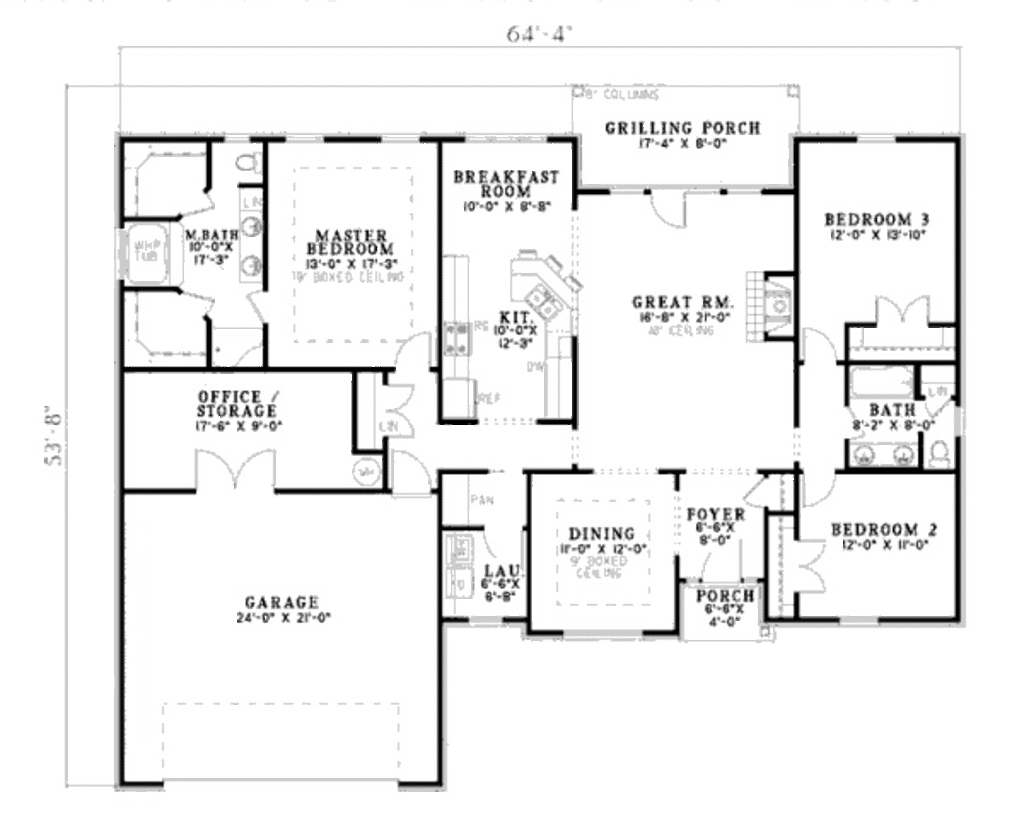 64'-4"
8" COLUMNS
GRILLING PORCH
17'-4" X 8'-0"
BREAKFAST
ROOM
10'-0" X 8'-8"
LIN
M.BATH
10'-0"X
17'-3"
WHP
TUB
MASTER
BEDROOM
13'-0" X 17'-3"
BOXED CEILING
BEDROOM 3
12'-0" X 13'-10"
GREAT RM.
16'-8" X 21'-0"
10' CEILING
KIT.
10'-0"X
12'-3"
RG
DW
REF
OFFICE /
STORAGE
17'-6" X 9'-0"
LIN
WH
BATH
8'-2" X 8'-0"
LIN
53'-8"
PAN
DINING
11'-0" X 12'-0"
9' BOXED
CEILING
FOYER
6'-6"X
8'-0"
BEDROOM 2
12'-0" X 11'-0"
LAU.
6'-6"X
6'-8"
PORCH
6'-6"X
4'-0"
GARAGE
24'-0" X 21'-0"